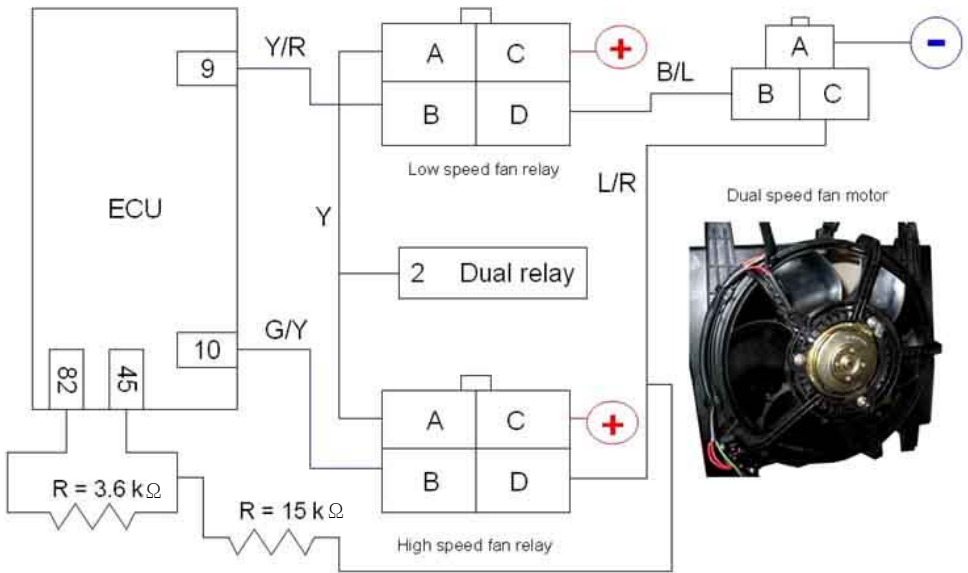 Y/R
A
C
+
A
-
9
B/L
B
C
B
D
Low speed fan relay
L/R
Dual speed fan motor
ECU
Y
2 Dual relay
G/Y
10
82
45
A
C
+
B
D
R = 3.6 kΩ
R = 15 kΩ
High speed fan relay